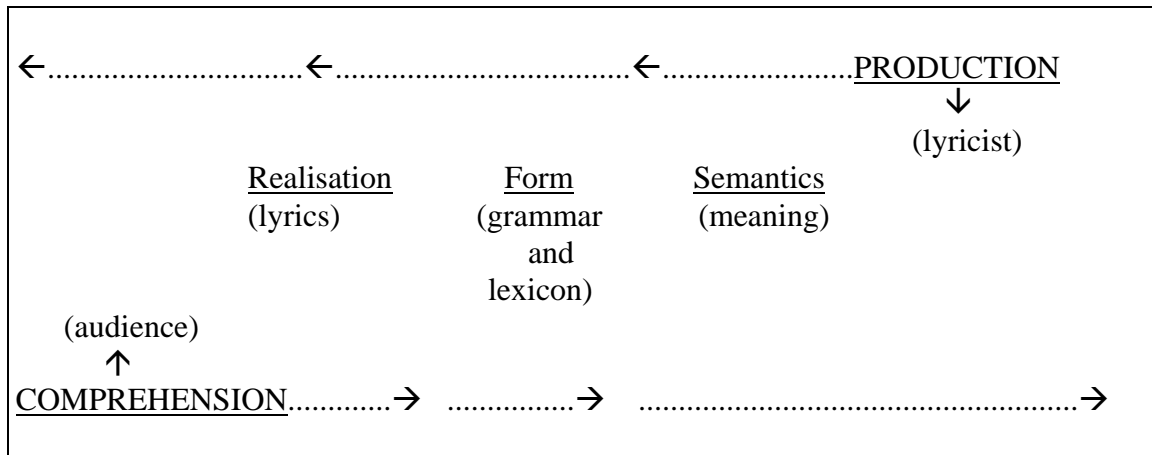 ←................................←.....................................← ........................PRODUCTION
↓
(lyricist)
Realisation Form Semantics
(lyrics) (grammar (meaning)
and
lexicon)
(audience)
↑
COMPREHENSION.............→ ................→ .......................................................→